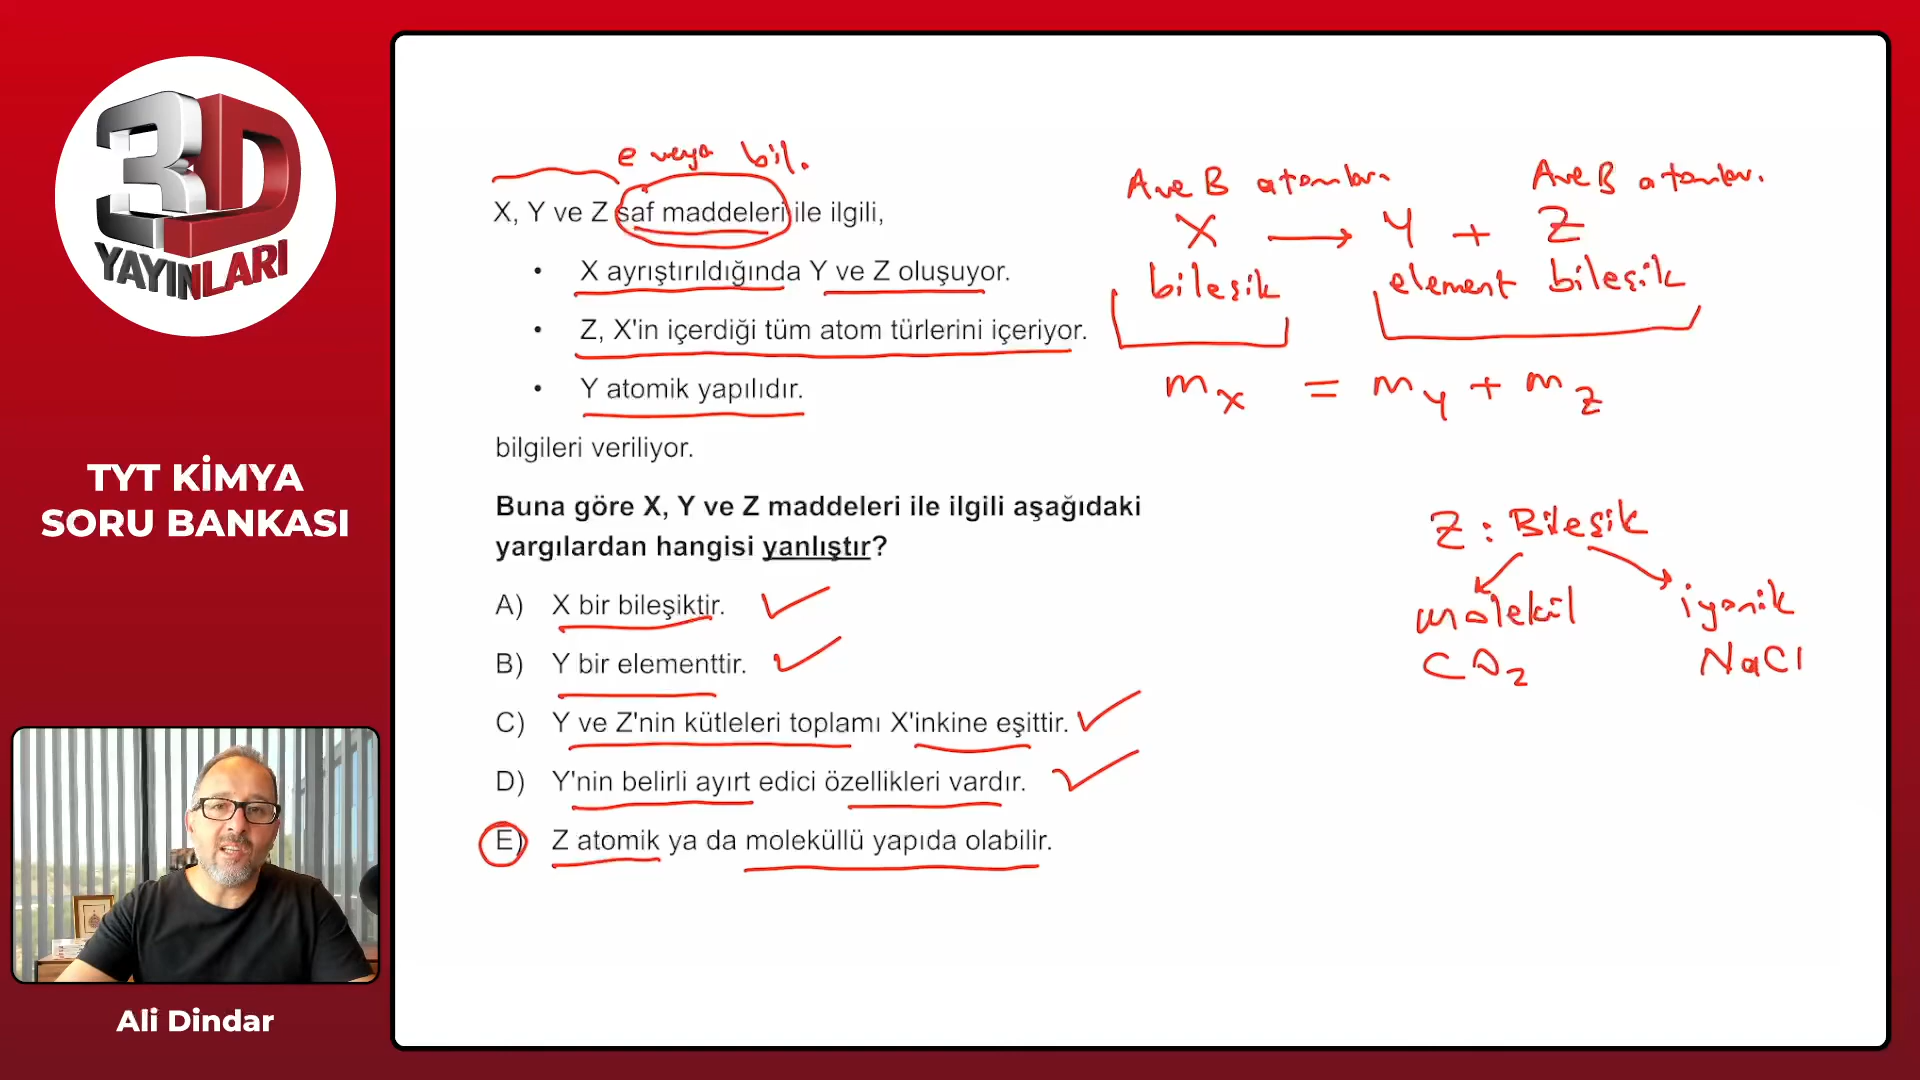 3D
YAYINLARI
TYT KİMYA
SORU BANKASI
Ali Dindar
e veya bil.
X, Y ve Z saf maddeleri ile ilgili,
• X ayrıştırıldığında Y ve Z oluşuyor.
• Z, X'in içerdiği tüm atom türlerini içeriyor.
• Y atomik yapılıdır.
bilgileri veriliyor.
Buna göre X, Y ve Z maddeleri ile ilgili aşağıdaki
yargılardan hangisi yanlıştır?
A) X bir bileşiktir.
B) Y bir elementtir.
C) Y ve Z'nin kütleleri toplamı X'inkine eşittir.
D) Y'nin belirli ayırt edici özellikleri vardır.
E) Z atomik ya da moleküllü yapıda olabilir.
A ve B atomları A ve B atomları
X → Y + Z
bileşik element bileşik
mX = mY + mZ
Z : Bileşik
molekül iyonik
CO2 NaCl